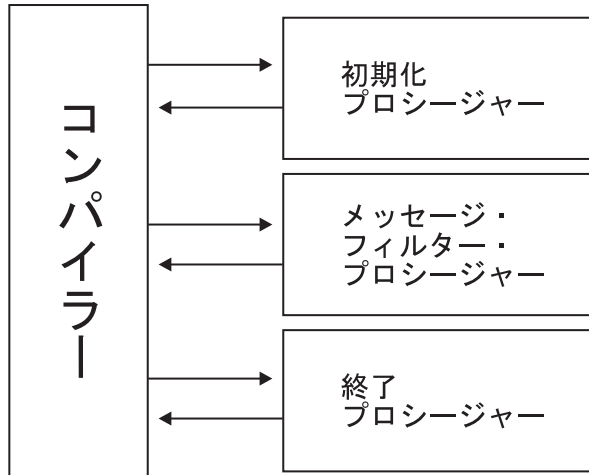 コンパイラー
初期化
プロシージャー
メッセージ・
フィルター・
プロシージャー
終了
プロシージャー